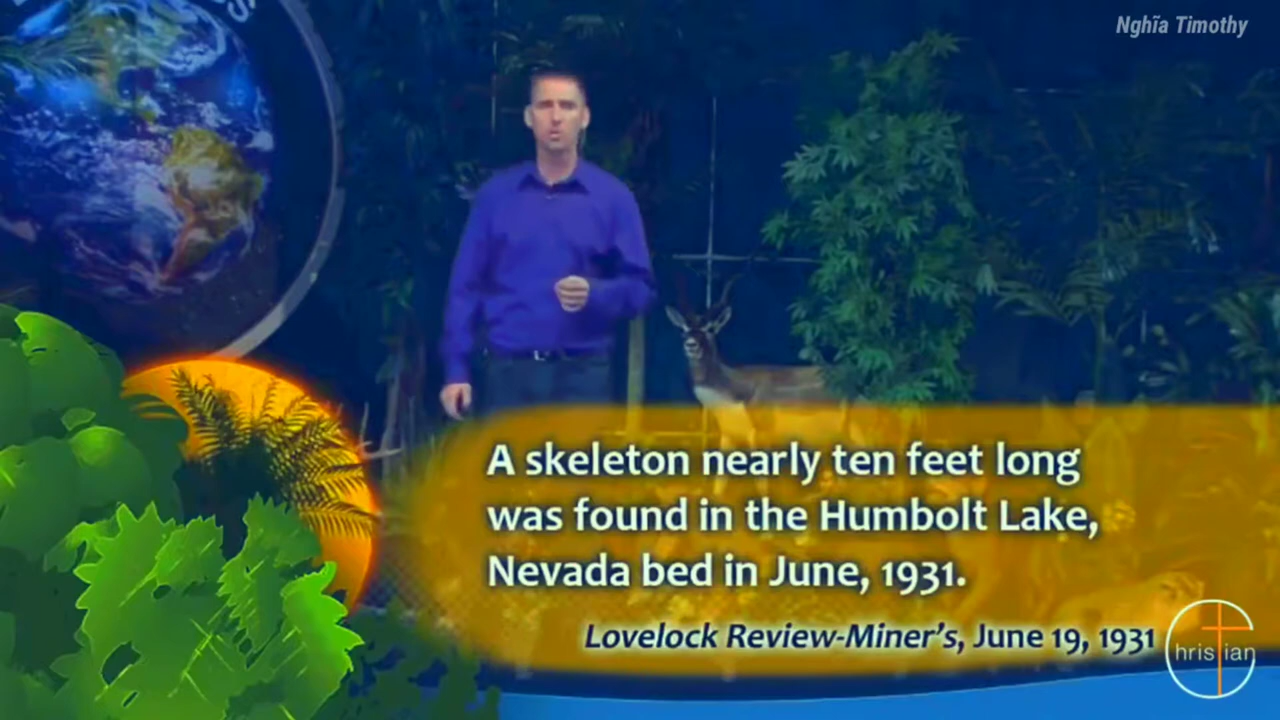 Nghĩa Timothy
A skeleton nearly ten feet long
was found in the Humbolt Lake,
Nevada bed in June, 1931.
Lovelock Review-Miner's, June 19, 1931
Christian